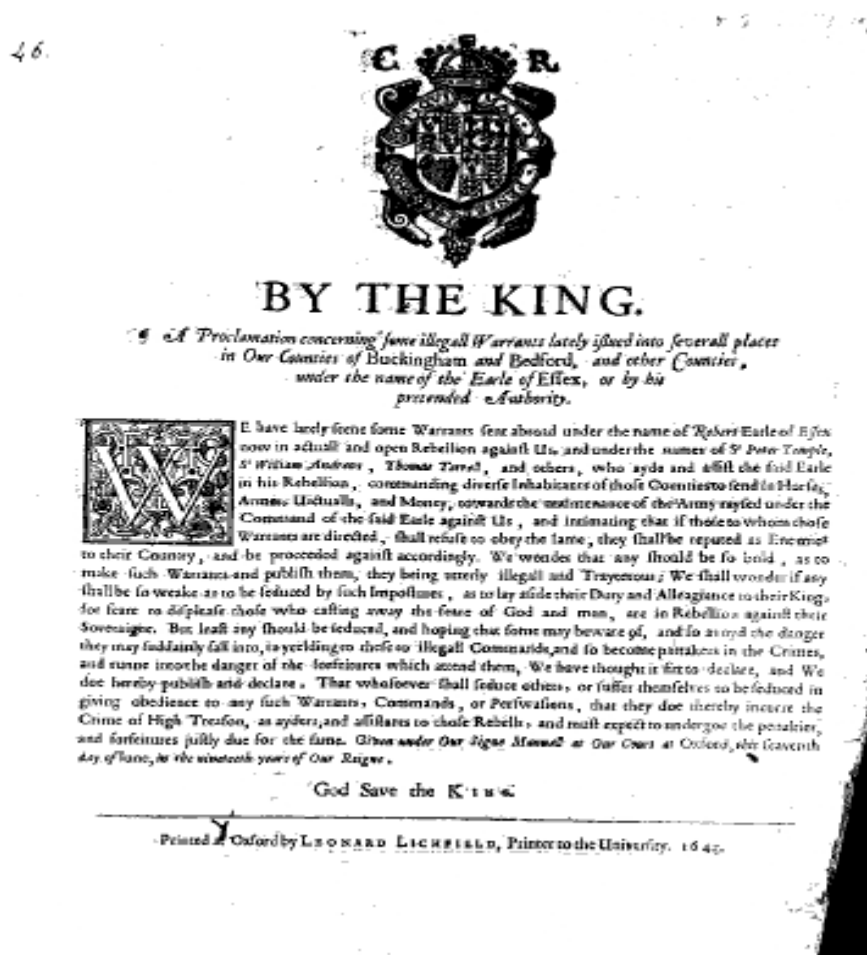 46.
C R
BY THE KING.
¶ A Proclamation concerning some illegall Warrants lately issued into severall places
in Our Counties of Buckingham and Bedford, and other Counties,
under the name of the Earle of Essex, or by his
pretended Authority.
WE have lately seene some Warrants sent abroad under the name of Robert Earle of Essex
now in actuall and open Rebellion against Us, and under the names of Sr Peter Temple,
Sr William Andrews, Thomas Terrell, and others, who ayde and assist the said Earle
in his Rebellion, commanding diverse Inhabitants of those Counties to send in Horses,
Armes, Uictualls, and Money, towards the maintenance of the Army raysed under the
Command of the said Earle against Us, and intimating that if those to whom those
Warrants are directed, shall refuse to obey the same, they shall be reputed as Enemies
to their Country, and be proceeded against accordingly. We wonder that any should be so bold, as to
make such Warrants and publish them, they being utterly illegall and Trayterous; We shall wonder if any
shall be so weake as to be seduced by such Impostures, as to lay aside their Duty and Allegiance to their King,
for feare to displease those who casting away the feare of God and man, are in Rebellion against their
Soveraigne. But least any should be seduced, and hoping that some may beware of, and so avoyd the danger
they may suddainly fall into, in yeelding to these so illegall Commands, and so become partakers in the Crimes,
and runne into the danger of the forfeitures which attend them, We have thought it fit to declare, and We
doe hereby publish and declare, That whosoever shall seduce others, or suffer themselves to be seduced in
giving obedience to any such Warrants, Commands, or Perswasions, that they doe thereby incurre the
Crime of High Treason, as ayders, and assistants to those Rebells, and must expect to undergoe the penalties,
and forfeitures justly due for the same. Given under Our Signe Manuall at Our Court at Oxford, this seaventh
day of Iune, in the nineteenth yeare of Our Raigne.
God Save the KING.
Printed at Oxford by LEONARD LICHFIELD, Printer to the University. 164